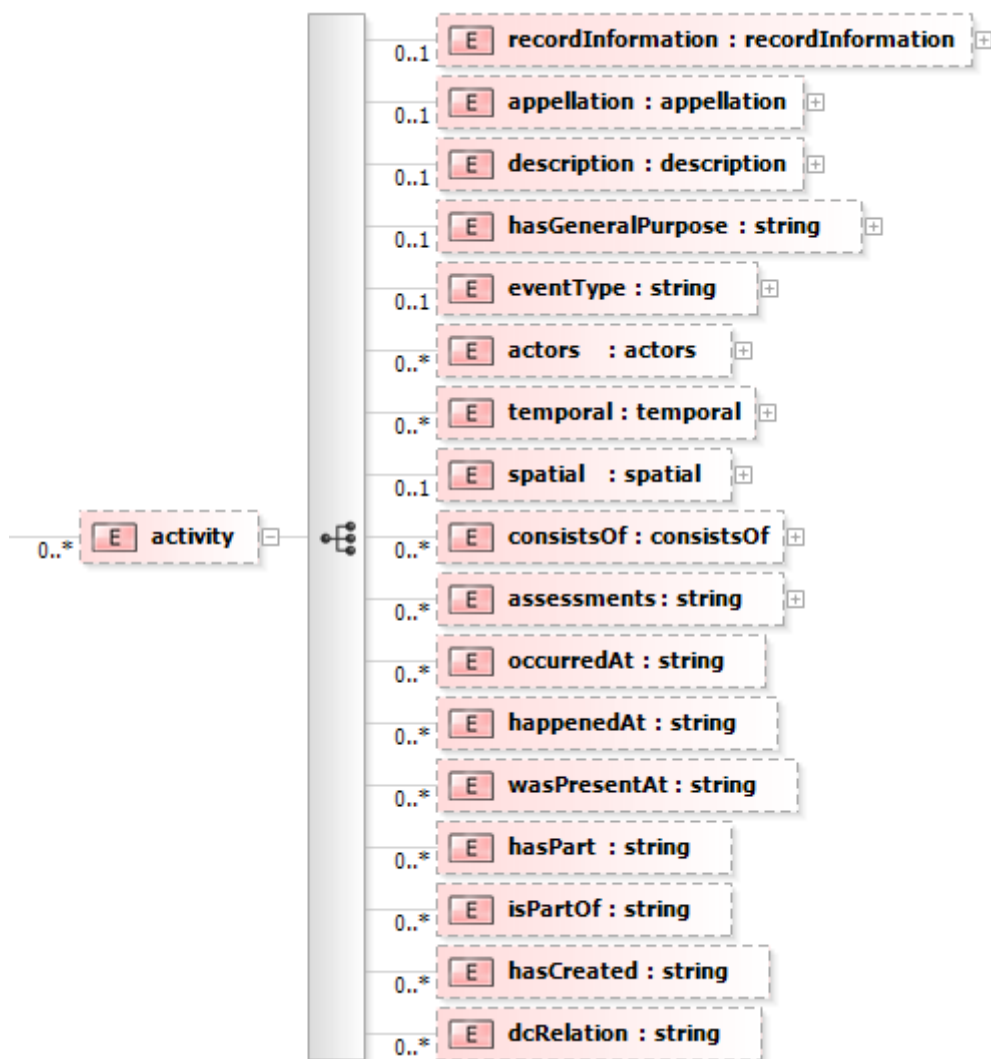 E recordInformation : recordInformation
0..1
E appellation : appellation
0..1
E description : description
0..1
E hasGeneralPurpose : string
0..1
E eventType : string
0..1
E actors : actors
0..*
E temporal : temporal
0..*
E spatial : spatial
0..1
E activity
0..*
E consistsOf : consistsOf
0..*
E assessments : string
0..*
E occurredAt : string
0..*
E happenedAt : string
0..*
E wasPresentAt : string
0..*
E hasPart : string
0..*
E isPartOf : string
0..*
E hasCreated : string
0..*
E dcRelation : string
0..*